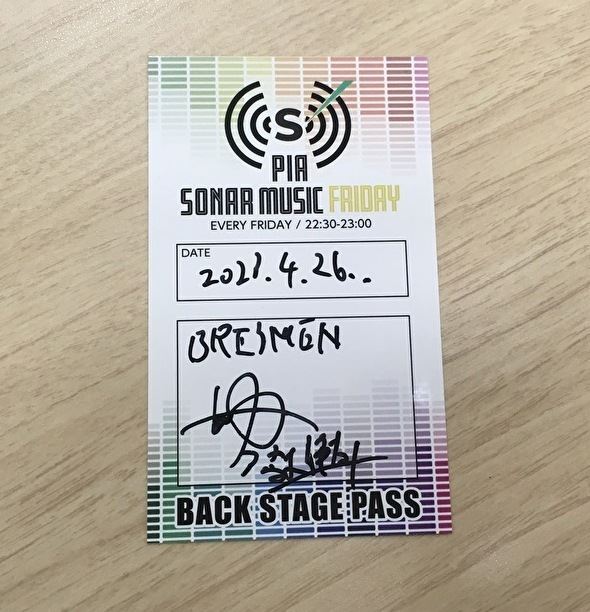 S
PIA
SONAR MUSIC FRIDAY
EVERY FRIDAY / 22:30-23:00
DATE
2021.4.26..
BREIMEN
BACK STAGE PASS